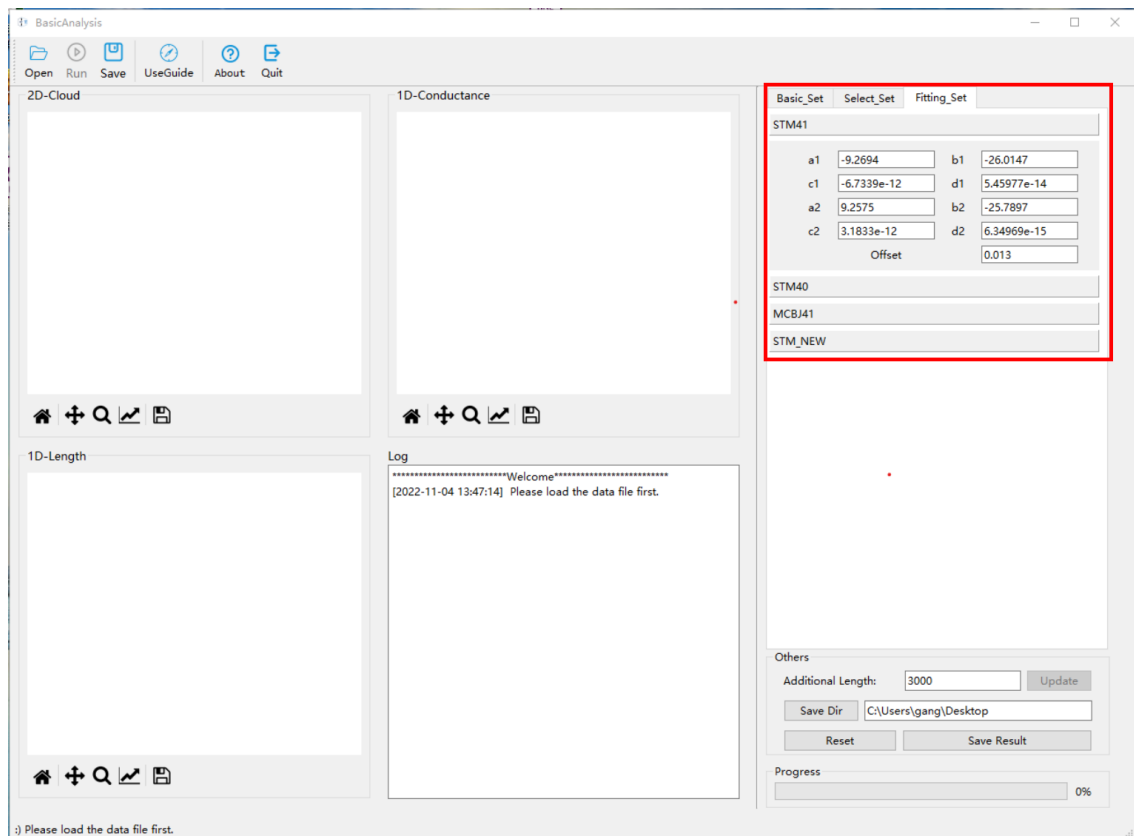 BasicAnalysis
Open Run Save UseGuide About Quit
2D-Cloud
1D-Conductance
Basic_Set Select_Set Fitting_Set
STM41
a1 -9.2694 b1 -26.0147
c1 -6.7339e-12 d1 5.45977e-14
a2 9.2575 b2 -25.7897
c2 3.1833e-12 d2 6.34969e-15
Offset 0.013
STM40
MCBJ41
STM_NEW
1D-Length
Log
**************************Welcome**************************
[2022-11-04 13:47:14] Please load the data file first.
Others
Additional Length: 3000 Update
Save Dir C:\Users\gang\Desktop
Reset Save Result
Progress
0%
:) Please load the data file first.